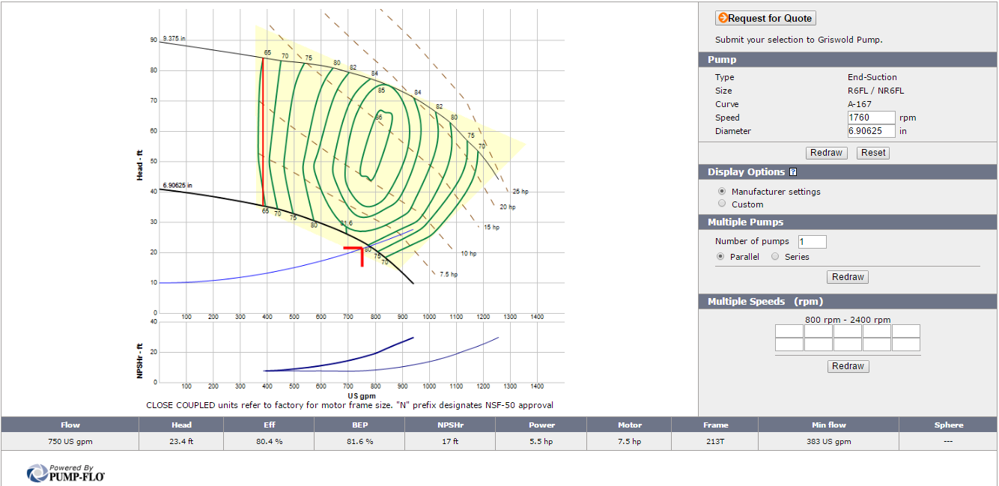 Request for Quote
Submit your selection to Griswold Pump.
Pump
Type End-Suction
Size R6FL / NR6FL
Curve A-167
Speed 1760 rpm
Diameter 6.90625 in
Redraw Reset
Display Options ?
Manufacturer settings
Custom
Multiple Pumps
Number of pumps 1
Parallel Series
Redraw
Multiple Speeds (rpm)
800 rpm - 2400 rpm
Redraw
Head - ft
90
80
70
60
50
40
30
20
10
0
9.375 in
65 70 75 80 82 84
85
86
84
82
80
75
70
6.90625 in
65 70 75 80
80
75
70
25 hp
20 hp
15 hp
10 hp
7.5 hp
100 200 300 400 500 600 700 800 900 1000 1100 1200 1300 1400
NPSHr - ft
40
20
0
100 200 300 400 500 600 700 800 900 1000 1100 1200 1300 1400
US gpm
CLOSE COUPLED units refer to factory for motor frame size. "N" prefix designates NSF-50 approval
Flow Head Eff BEP NPSHr Power Motor Frame Min flow Sphere
750 US gpm 23.4 ft 80.4 % 81.6 % 17 ft 5.5 hp 7.5 hp 213T 383 US gpm ---
Powered By
PUMP-FLO